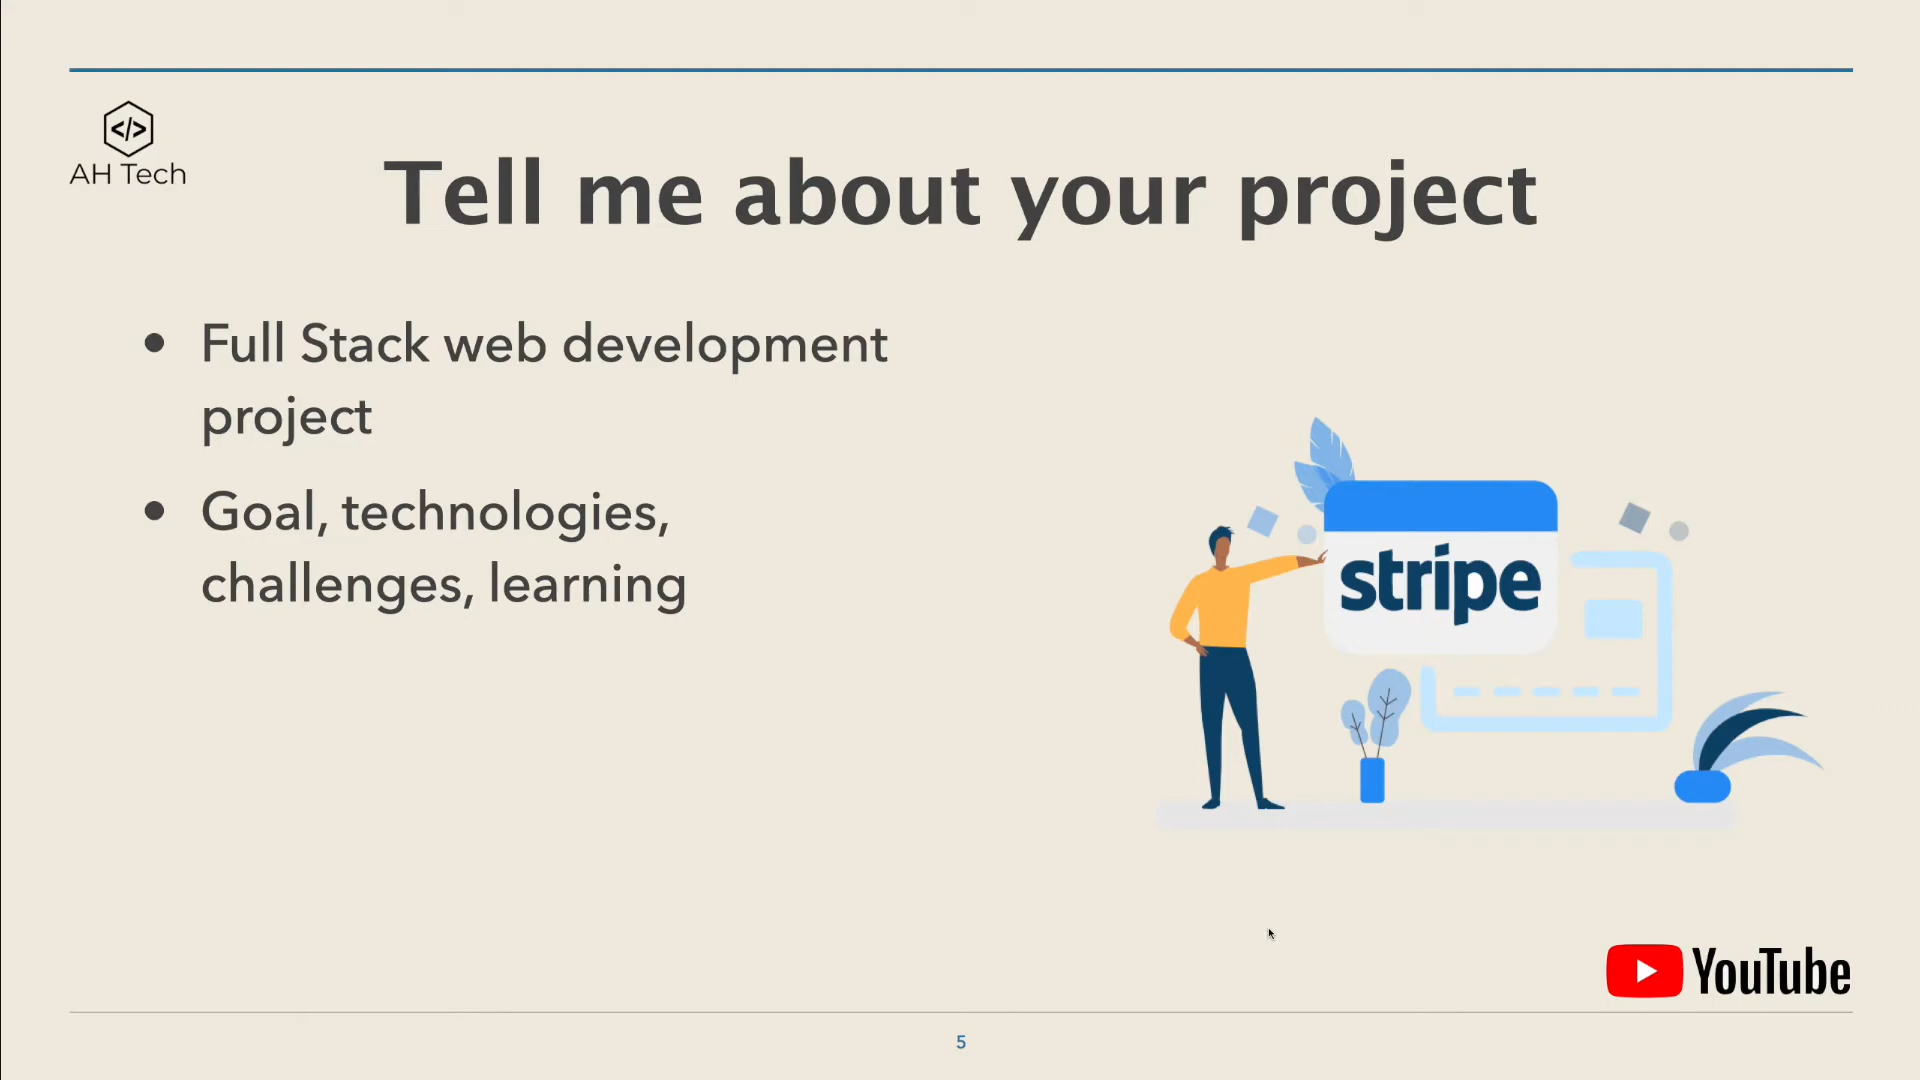 </>
AH Tech
Tell me about your project
• Full Stack web development
project
• Goal, technologies,
challenges, learning
stripe
YouTube
5